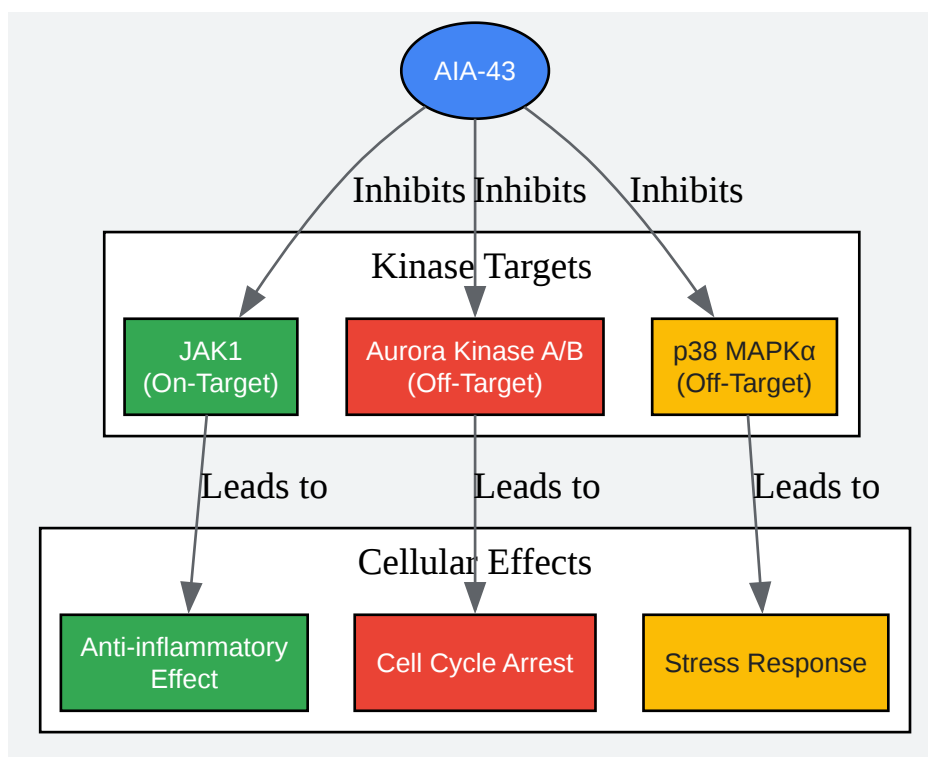 AIA-43
Inhibits Inhibits Inhibits
Kinase Targets
JAK1
(On-Target)
Aurora Kinase A/B
(Off-Target)
p38 MAPKα
(Off-Target)
Leads to Leads to Leads to
Cellular Effects
Anti-inflammatory
Effect
Cell Cycle Arrest
Stress Response